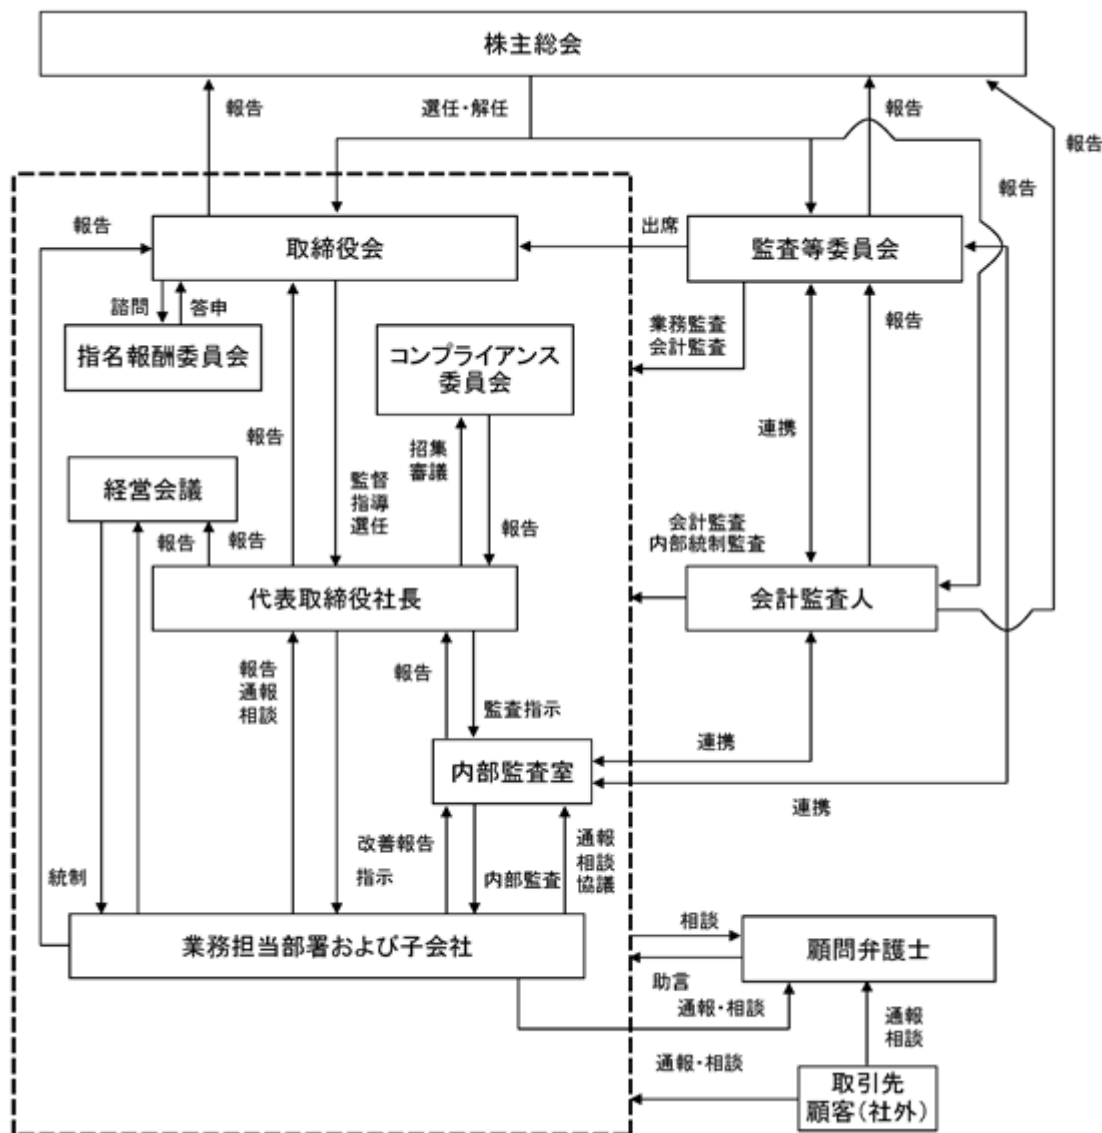 株主総会
報告
選任・解任
報告
報告
報告
報告
取締役会
出席
監査等委員会
諮問
答申
指名報酬委員会
コンプライアンス
委員会
業務監査
会計監査
報告
報告
招集
審議
連携
経営会議
監督
指導
選任
報告
報告
報告
会計監査
内部統制監査
代表取締役社長
会計監査人
報告
通報
相談
報告
監査指示
連携
内部監査室
連携
改善報告
通報
相談
協議
統制
指示
内部監査
業務担当部署および子会社
相談
顧問弁護士
助言
通報・相談
通報
相談
通報・相談
取引先
顧客(社外)